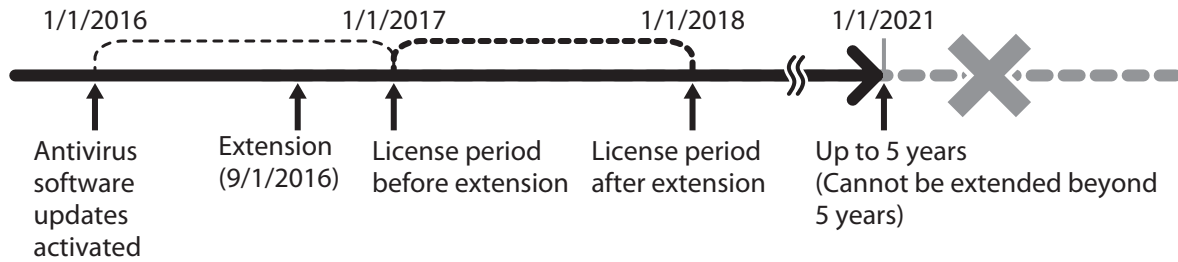 1/1/2016
1/1/2017
1/1/2018
1/1/2021
Antivirus
software
updates
activated
Extension
(9/1/2016)
License period
before extension
License period
after extension
Up to 5 years
(Cannot be extended beyond
5 years)